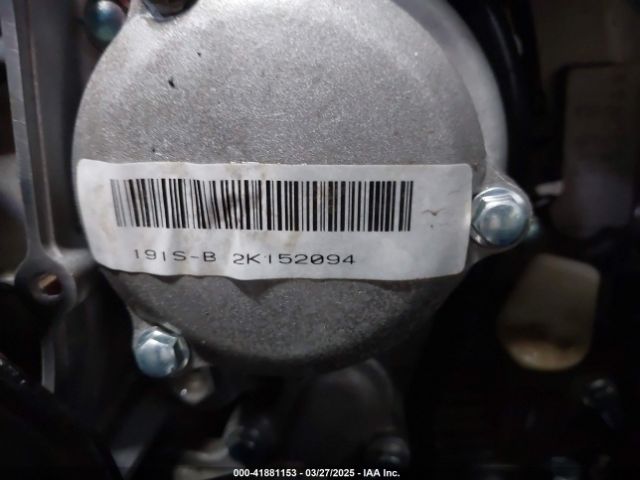 191S-B 2K152094
000-41881153 • 03/27/2025 • IAA Inc.